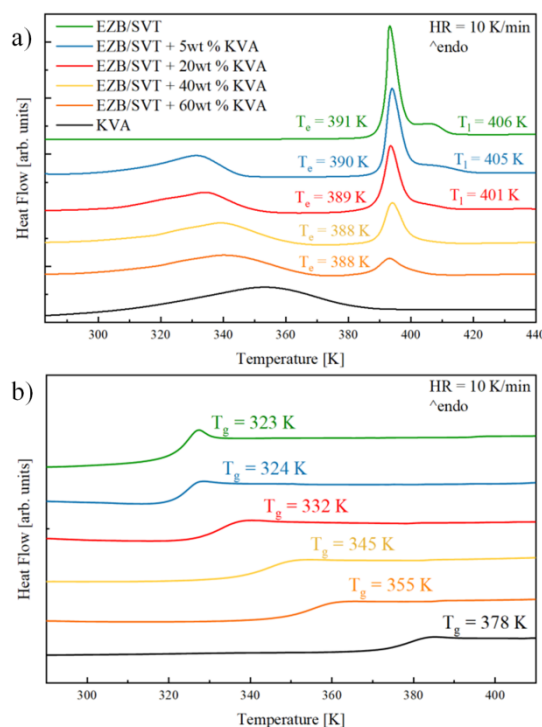 a)
HR = 10 K/min
^endo
EZB/SVT
EZB/SVT + 5wt % KVA
EZB/SVT + 20wt % KVA
EZB/SVT + 40wt % KVA
EZB/SVT + 60wt % KVA
KVA
Te = 391 K
Tl = 406 K
Te = 390 K
Tl = 405 K
Te = 389 K
Tl = 401 K
Te = 388 K
Te = 388 K
Heat Flow [arb. units]
300 320 340 360 380 400 420 440
Temperature [K]
b)
HR = 10 K/min
^endo
Tg = 323 K
Tg = 324 K
Tg = 332 K
Tg = 345 K
Tg = 355 K
Tg = 378 K
Heat Flow [arb. units]
300 320 340 360 380 400
Temperature [K]